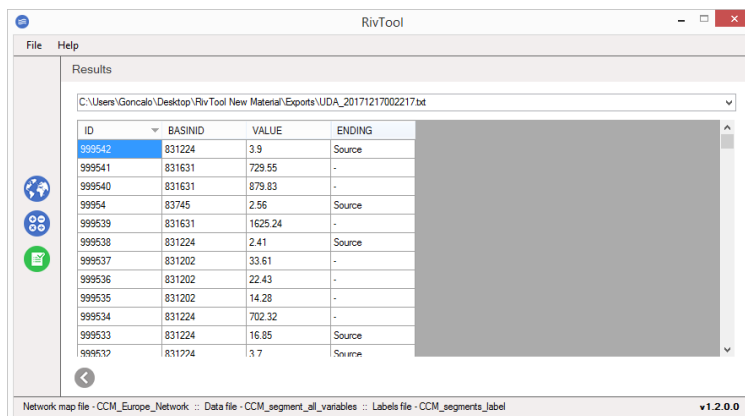 RivTool
File Help
Results
C:\Users\Goncalo\Desktop\RivTool New Material\Exports\UDA_20171217002217.txt
ID BASINID VALUE ENDING
999542 831224 3.9 Source
999541 831631 729.55 -
999540 831631 879.83 -
99954 83745 2.56 Source
999539 831631 1625.24 -
999538 831224 2.41 Source
999537 831202 33.61 -
999536 831202 22.43 -
999535 831202 14.28 -
999534 831224 702.32 -
999533 831224 16.85 Source
999532 831224 3.7 Source
Network map file - CCM_Europe_Network :: Data file - CCM_segment_all_variables :: Labels file - CCM_segments_label v1.2.0.0